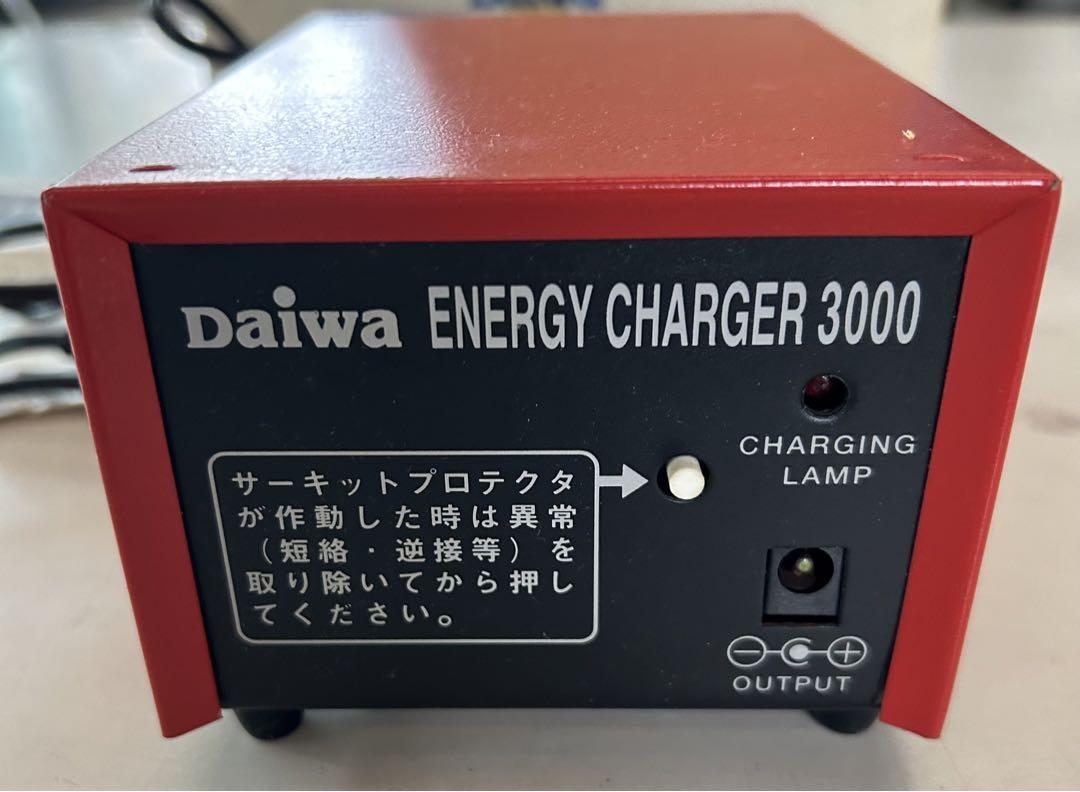 Daiwa ENERGY CHARGER 3000
CHARGING
LAMP
サーキットプロテクタ
が作動した時は異常
(短絡・逆接等)を
取り除いてから押し
てください。
OUTPUT